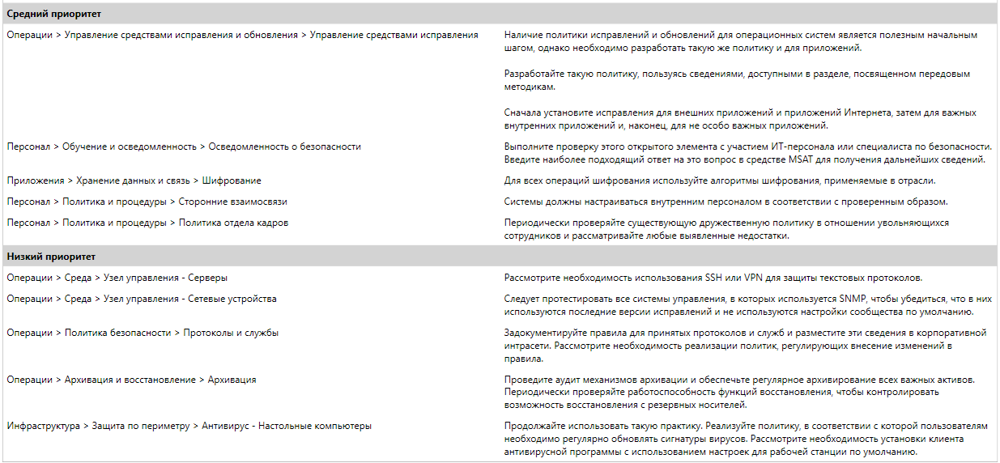 Средний приоритет
Операции > Управление средствами исправления и обновления > Управление средствами исправления
Наличие политики исправлений и обновлений для операционных систем является полезным начальным
шагом, однако необходимо разработать такую же политику и для приложений.
Разработайте такую политику, пользуясь сведениями, доступными в разделе, посвященном передовым
методикам.
Сначала установите исправления для внешних приложений и приложений Интернета, затем для важных
внутренних приложений и, наконец, для не особо важных приложений.
Персонал > Обучение и осведомленность > Осведомленность о безопасности
Выполните проверку этого открытого элемента с участием ИТ-персонала или специалиста по безопасности.
Введите наиболее подходящий ответ на это вопрос в средстве MSAT для получения дальнейших сведений.
Приложения > Хранение данных и связь > Шифрование
Для всех операций шифрования используйте алгоритмы шифрования, применяемые в отрасли.
Персонал > Политика и процедуры > Сторонние взаимосвязи
Системы должны настраиваться внутренним персоналом в соответствии с проверенным образом.
Персонал > Политика и процедуры > Политика отдела кадров
Периодически проверяйте существующую дружественную политику в отношении увольняющихся
сотрудников и рассматривайте любые выявленные недостатки.
Низкий приоритет
Операции > Среда > Узел управления - Серверы
Рассмотрите необходимость использования SSH или VPN для защиты текстовых протоколов.
Операции > Среда > Узел управления - Сетевые устройства
Следует протестировать все системы управления, в которых используется SNMP, чтобы убедиться, что в них
используются последние версии исправлений и не используются настройки сообщества по умолчанию.
Операции > Политика безопасности > Протоколы и службы
Задокументируйте правила для принятых протоколов и служб и разместите эти сведения в корпоративной
интрасети. Рассмотрите необходимость реализации политик, регулирующих внесение изменений в
правила.
Операции > Архивация и восстановление > Архивация
Проведите аудит механизмов архивации и обеспечьте регулярное архивирование всех важных активов.
Периодически проверяйте работоспособность функций восстановления, чтобы контролировать
возможность восстановления с резервных носителей.
Инфраструктура > Защита по периметру > Антивирус - Настольные компьютеры
Продолжайте использовать такую практику. Реализуйте политику, в соответствии с которой пользователям
необходимо регулярно обновлять сигнатуры вирусов. Рассмотрите необходимость установки клиента
антивирусной программы с использованием настроек для рабочей станции по умолчанию.